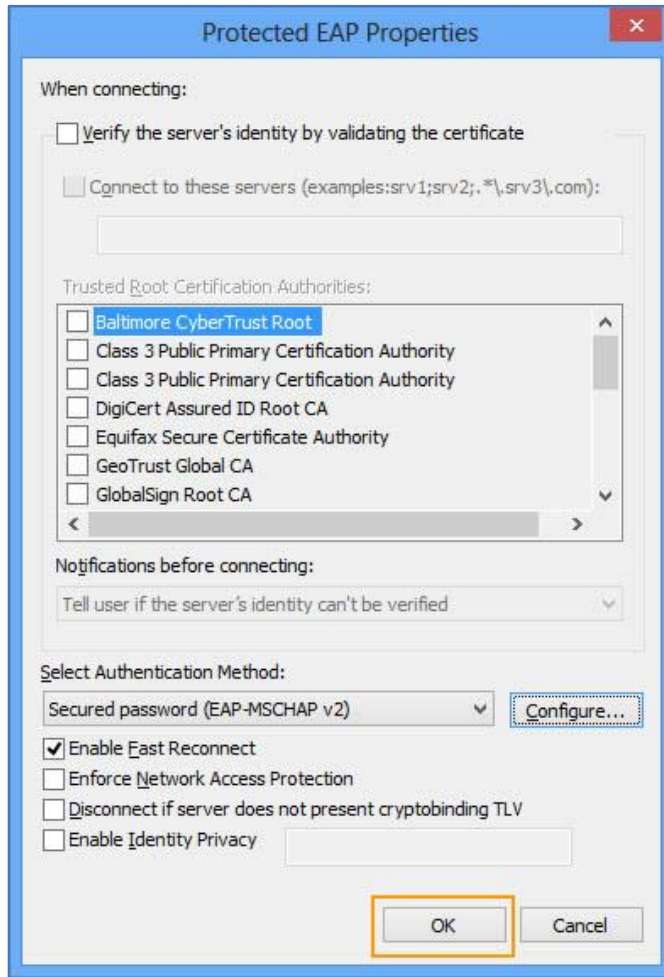 Protected EAP Properties
When connecting:
Verify the server's identity by validating the certificate
Connect to these servers (examples:srv1;srv2;.*\.srv3\.com):
Trusted Root Certification Authorities:
Baltimore CyberTrust Root
Class 3 Public Primary Certification Authority
Class 3 Public Primary Certification Authority
DigiCert Assured ID Root CA
Equifax Secure Certificate Authority
GeoTrust Global CA
GlobalSign Root CA
Notifications before connecting:
Tell user if the server's identity can't be verified
Select Authentication Method:
Secured password (EAP-MSCHAP v2)
Configure...
Enable Fast Reconnect
Enforce Network Access Protection
Disconnect if server does not present cryptobinding TLV
Enable Identity Privacy
OK
Cancel